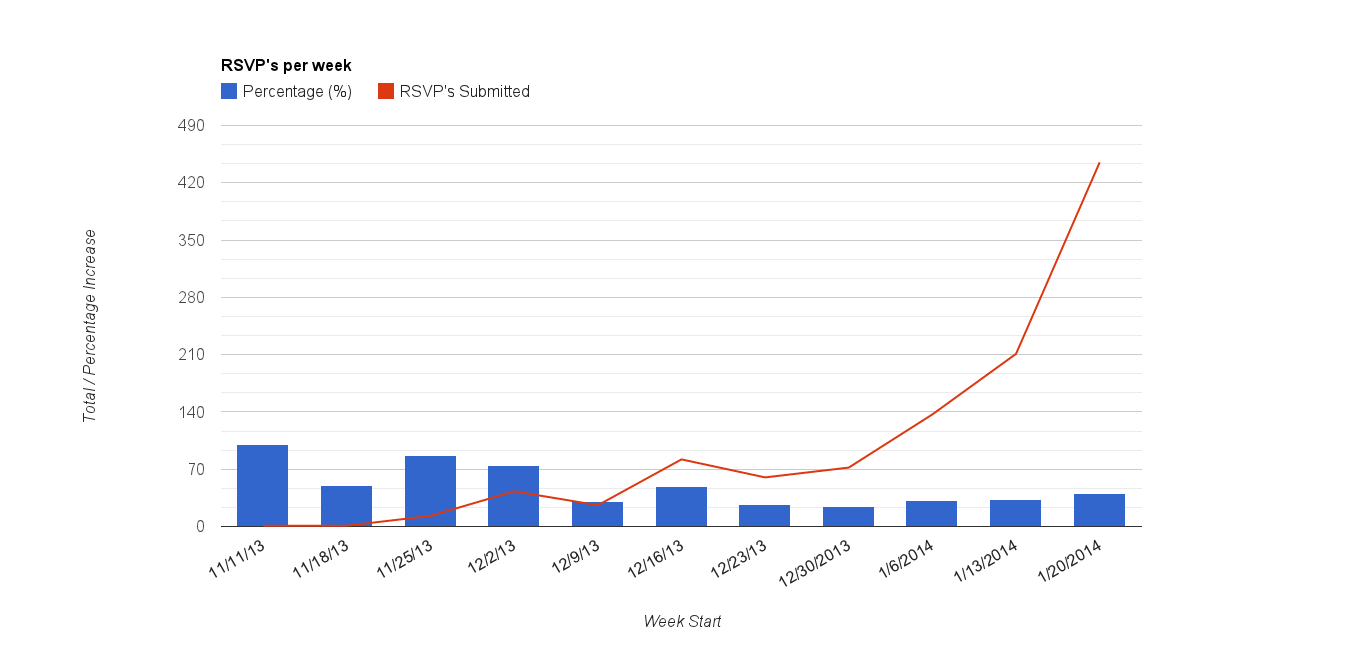 RSVP's per week
Percentage (%) RSVP's Submitted
490
420
350
280
210
140
70
0
Total / Percentage Increase
11/11/13 11/18/13 11/25/13 12/2/13 12/9/13 12/16/13 12/23/13 12/30/2013 1/6/2014 1/13/2014 1/20/2014
Week Start